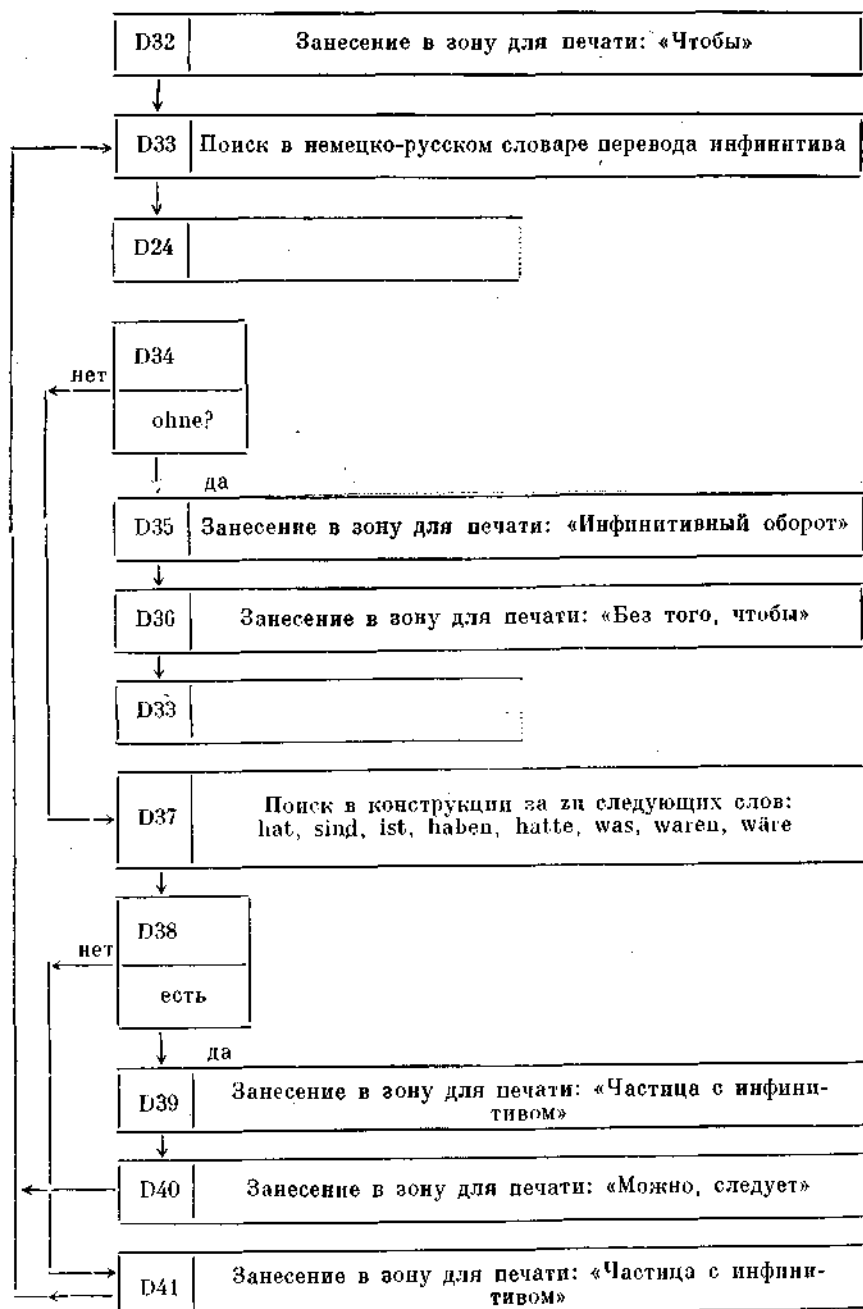 D32 Занесение в зону для печати: «Чтобы»
D33 Поиск в немецко-русском словаре перевода инфинитива
D24
D34
нет
ohne?
да
D35 Занесение в зону для печати: «Инфинитивный оборот»
D36 Занесение в зону для печати: «Без того, чтобы»
D33
D37 Поиск в конструкции за zu следующих слов:
hat, sind, ist, haben, hatte, was, waren, wäre
D38
нет
есть
да
D39 Занесение в зону для печати: «Частица с инфини-
тивом»
D40 Занесение в зону для печати: «Можно, следует»
D41 Занесение в зону для печати: «Частица с инфини-
тивом»